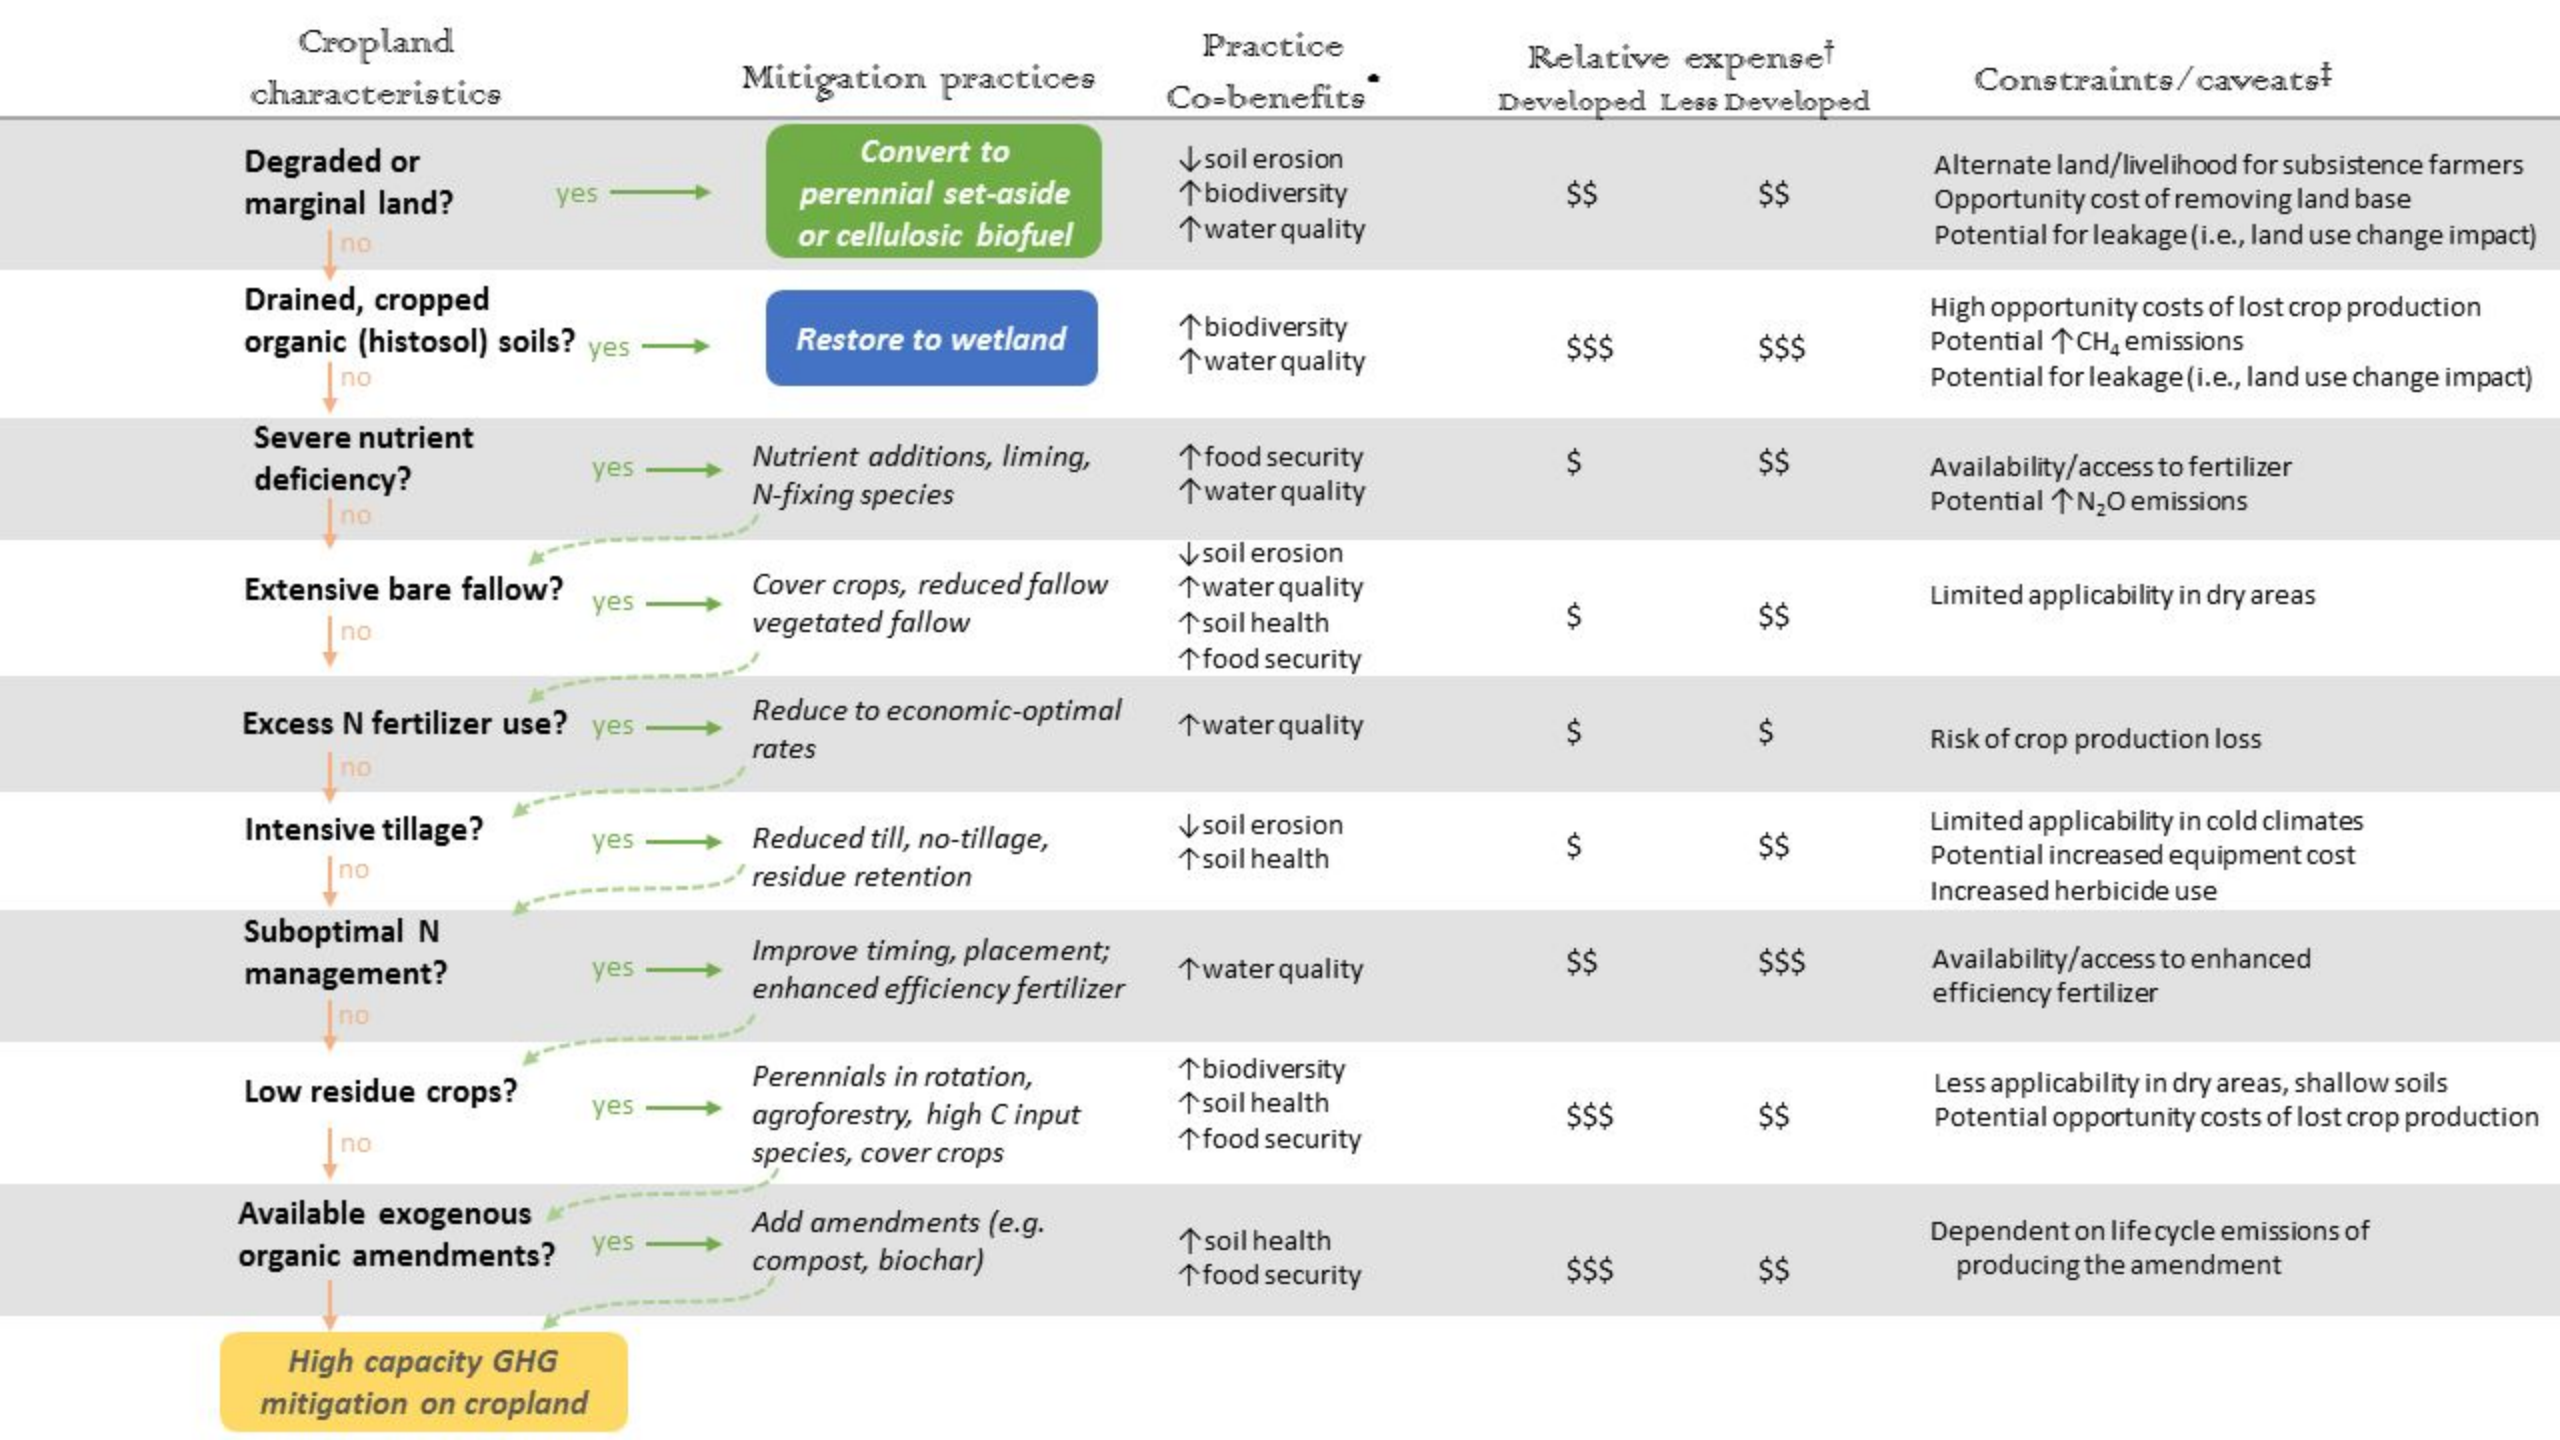 Cropland
characteristics
Mitigation practices
Practice
Co-benefits*
Relative expense†
Developed Less Developed
Constraints/caveats‡
Degraded or
marginal land?
yes
no
Convert to
perennial set-aside
or cellulosic biofuel
↓soil erosion
↑biodiversity
↑water quality
$$
$$
Alternate land/livelihood for subsistence farmers
Opportunity cost of removing land base
Potential for leakage (i.e., land use change impact)
Drained, cropped
organic (histosol) soils?
yes
no
Restore to wetland
↑biodiversity
↑water quality
$$$
$$$
High opportunity costs of lost crop production
Potential ↑CH₄ emissions
Potential for leakage (i.e., land use change impact)
Severe nutrient
deficiency?
yes
no
Nutrient additions, liming,
N-fixing species
↑food security
↑water quality
$
$$
Availability/access to fertilizer
Potential ↑N₂O emissions
Extensive bare fallow?
yes
no
Cover crops, reduced fallow
vegetated fallow
↓soil erosion
↑water quality
↑soil health
↑food security
$
$$
Limited applicability in dry areas
Excess N fertilizer use?
yes
no
Reduce to economic-optimal
rates
↑water quality
$
$
Risk of crop production loss
Intensive tillage?
yes
no
Reduced till, no-tillage,
residue retention
↓soil erosion
↑soil health
$
$$
Limited applicability in cold climates
Potential increased equipment cost
Increased herbicide use
Suboptimal N
management?
yes
no
Improve timing, placement;
enhanced efficiency fertilizer
↑water quality
$$
$$$
Availability/access to enhanced
efficiency fertilizer
Low residue crops?
yes
no
Perennials in rotation,
agroforestry, high C input
species, cover crops
↑biodiversity
↑soil health
↑food security
$$$
$$
Less applicability in dry areas, shallow soils
Potential opportunity costs of lost crop production
Available exogenous
organic amendments?
yes
Add amendments (e.g.
compost, biochar)
↑soil health
↑food security
$$$
$$
Dependent on lifecycle emissions of
producing the amendment
High capacity GHG
mitigation on cropland